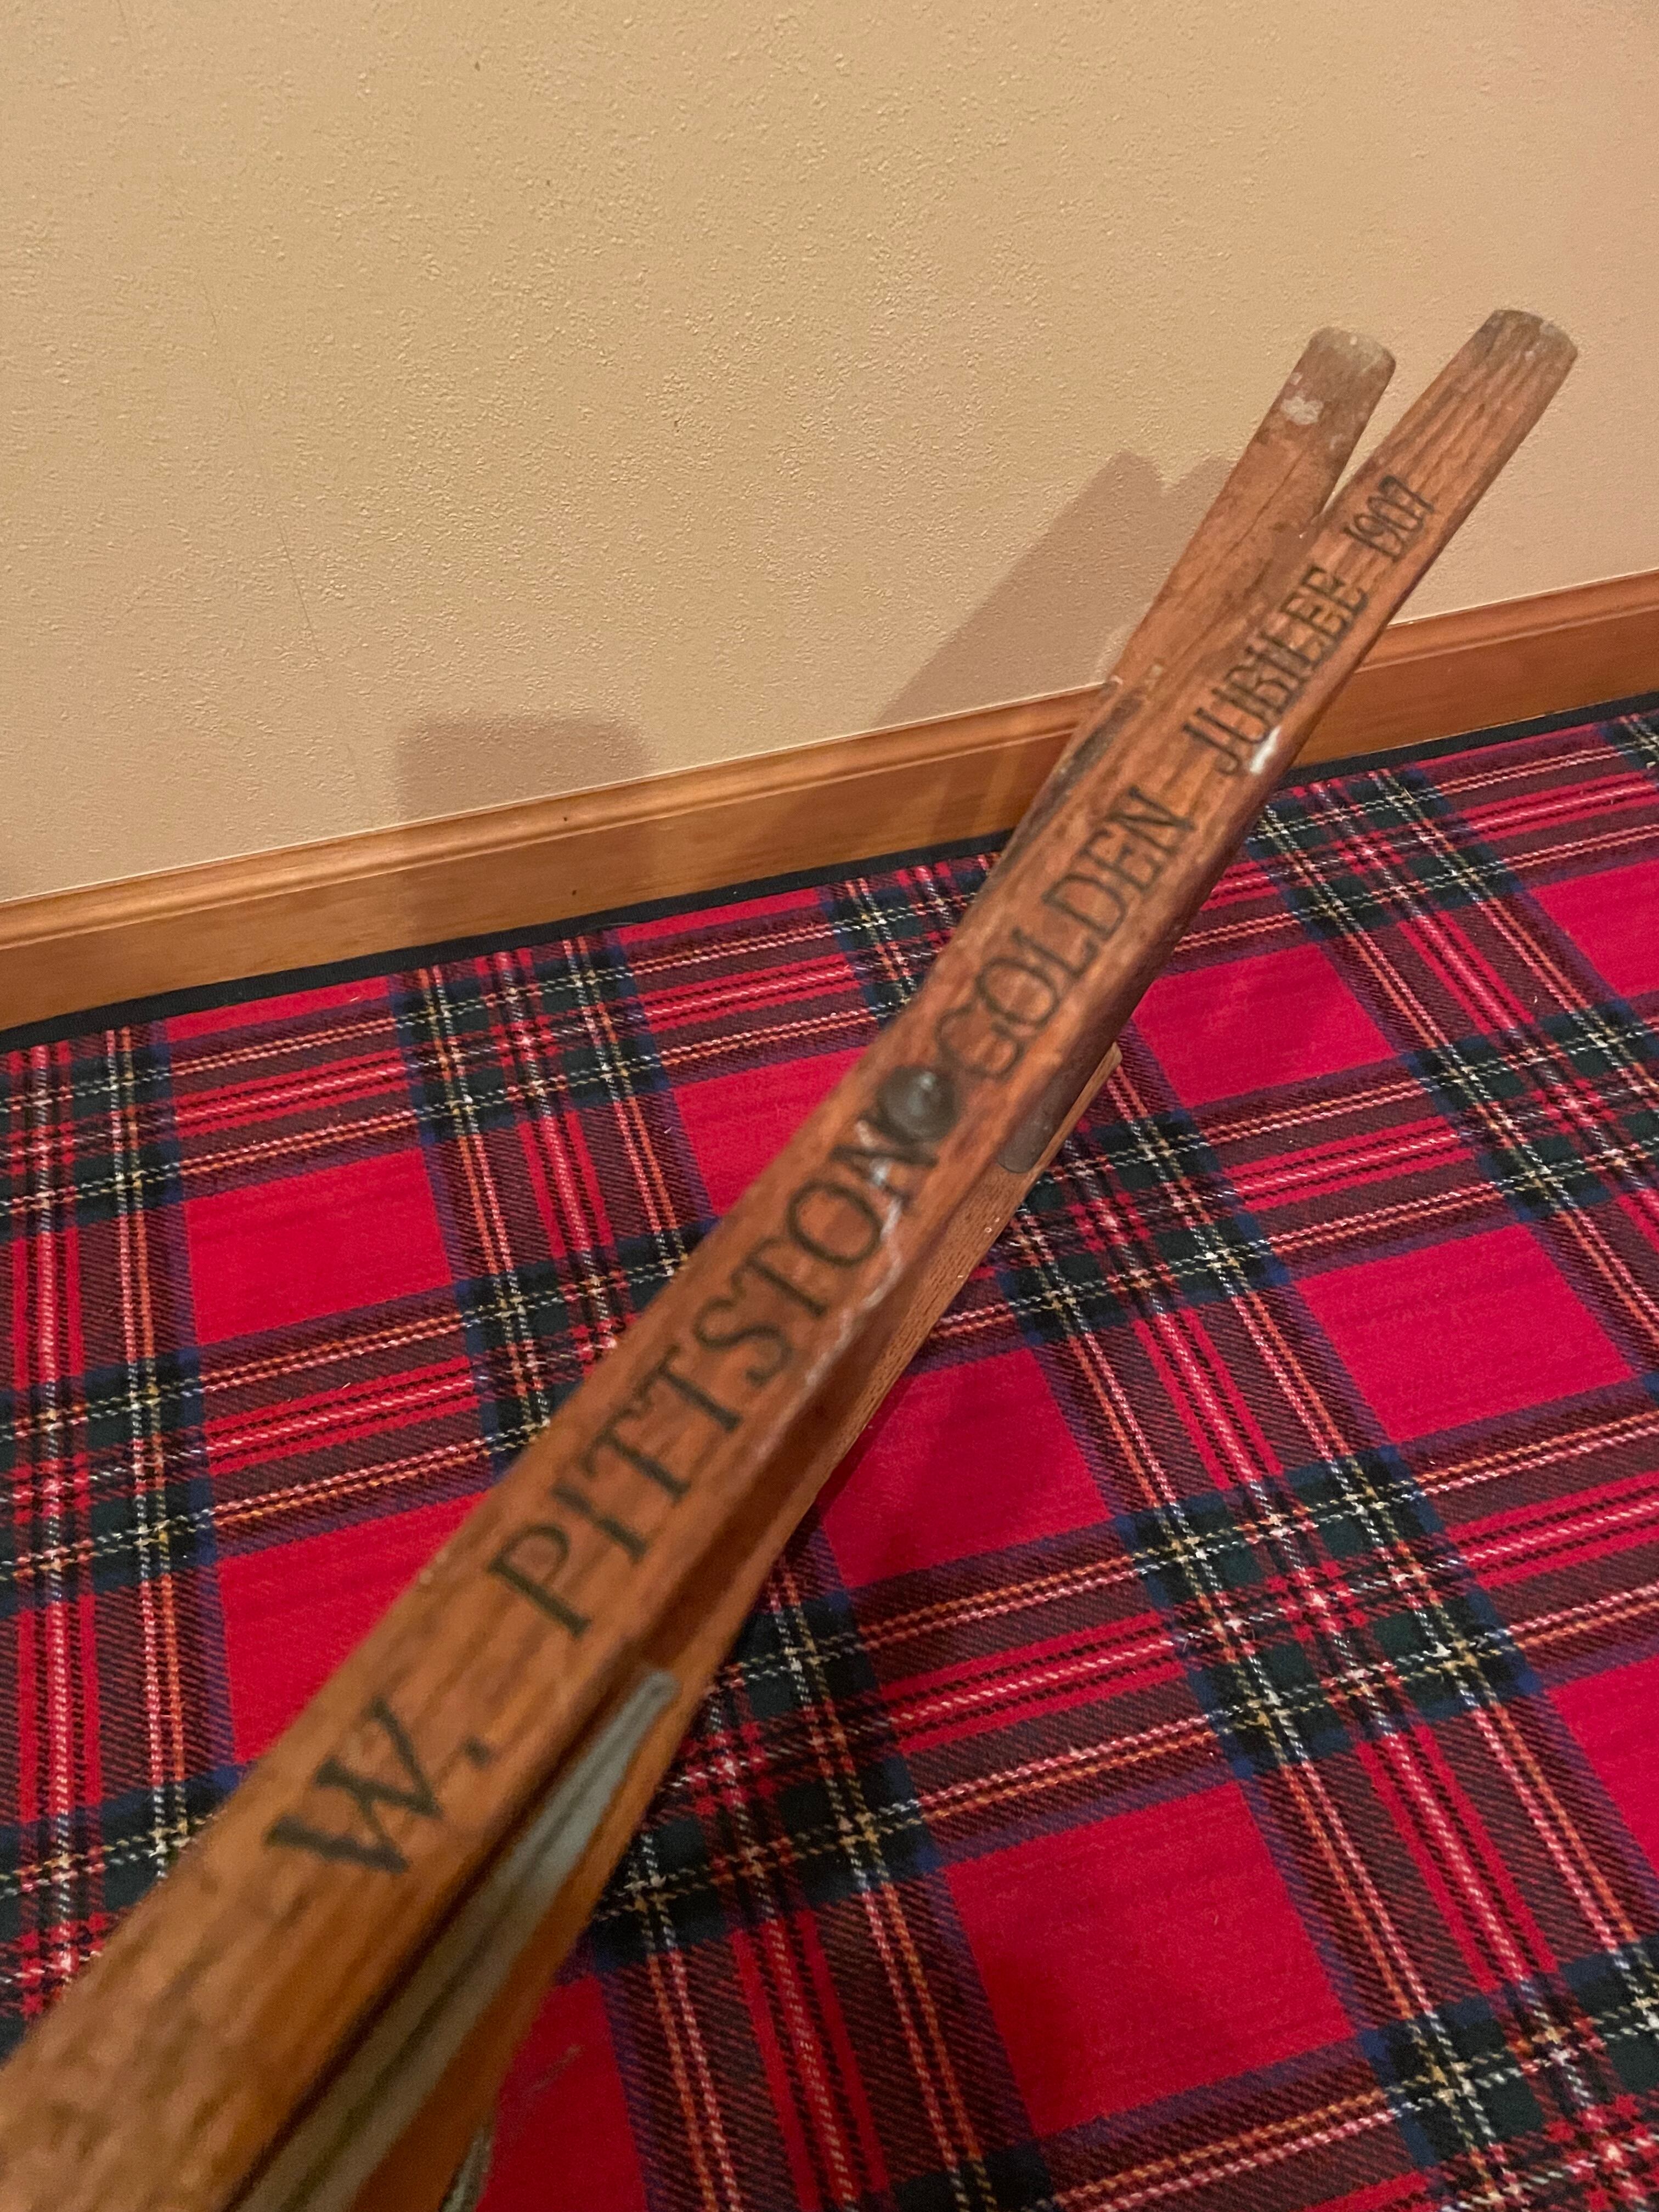 W. PITTSTON GOLDEN JUBILEE 1907